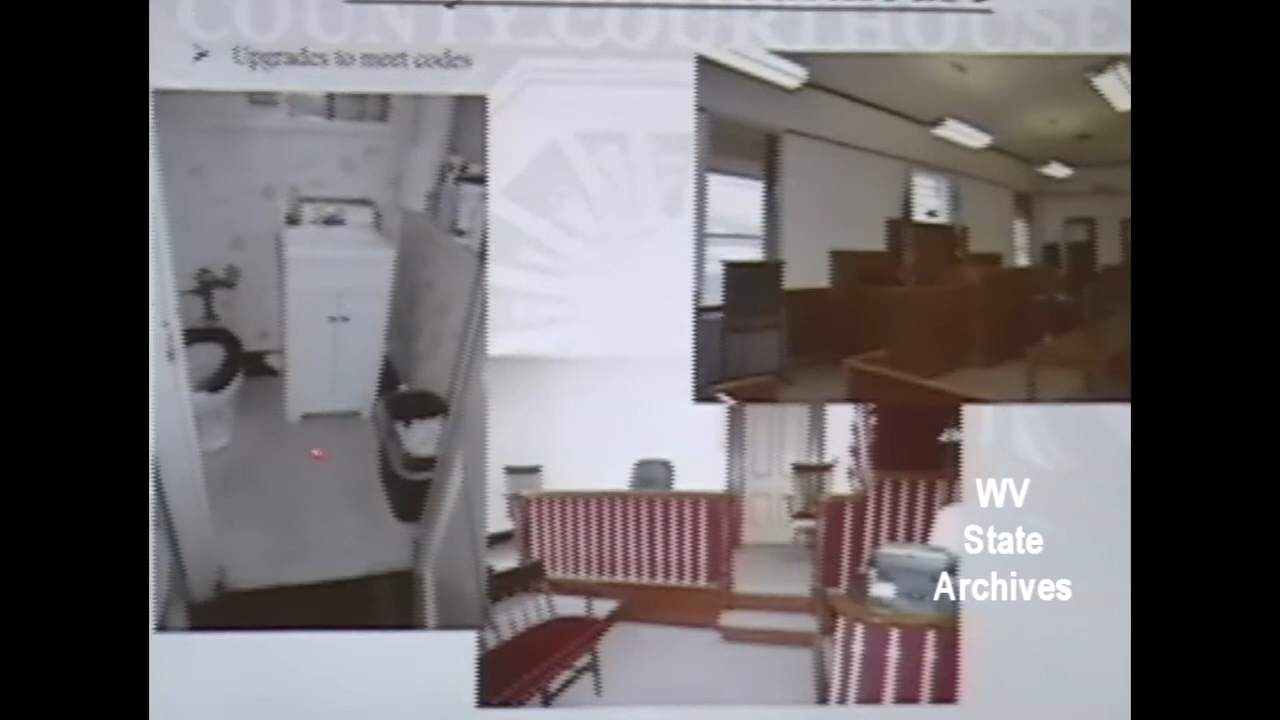 COUNTY COURTHOUSE
➤ Upgrades to meet codes
WV
State
Archives